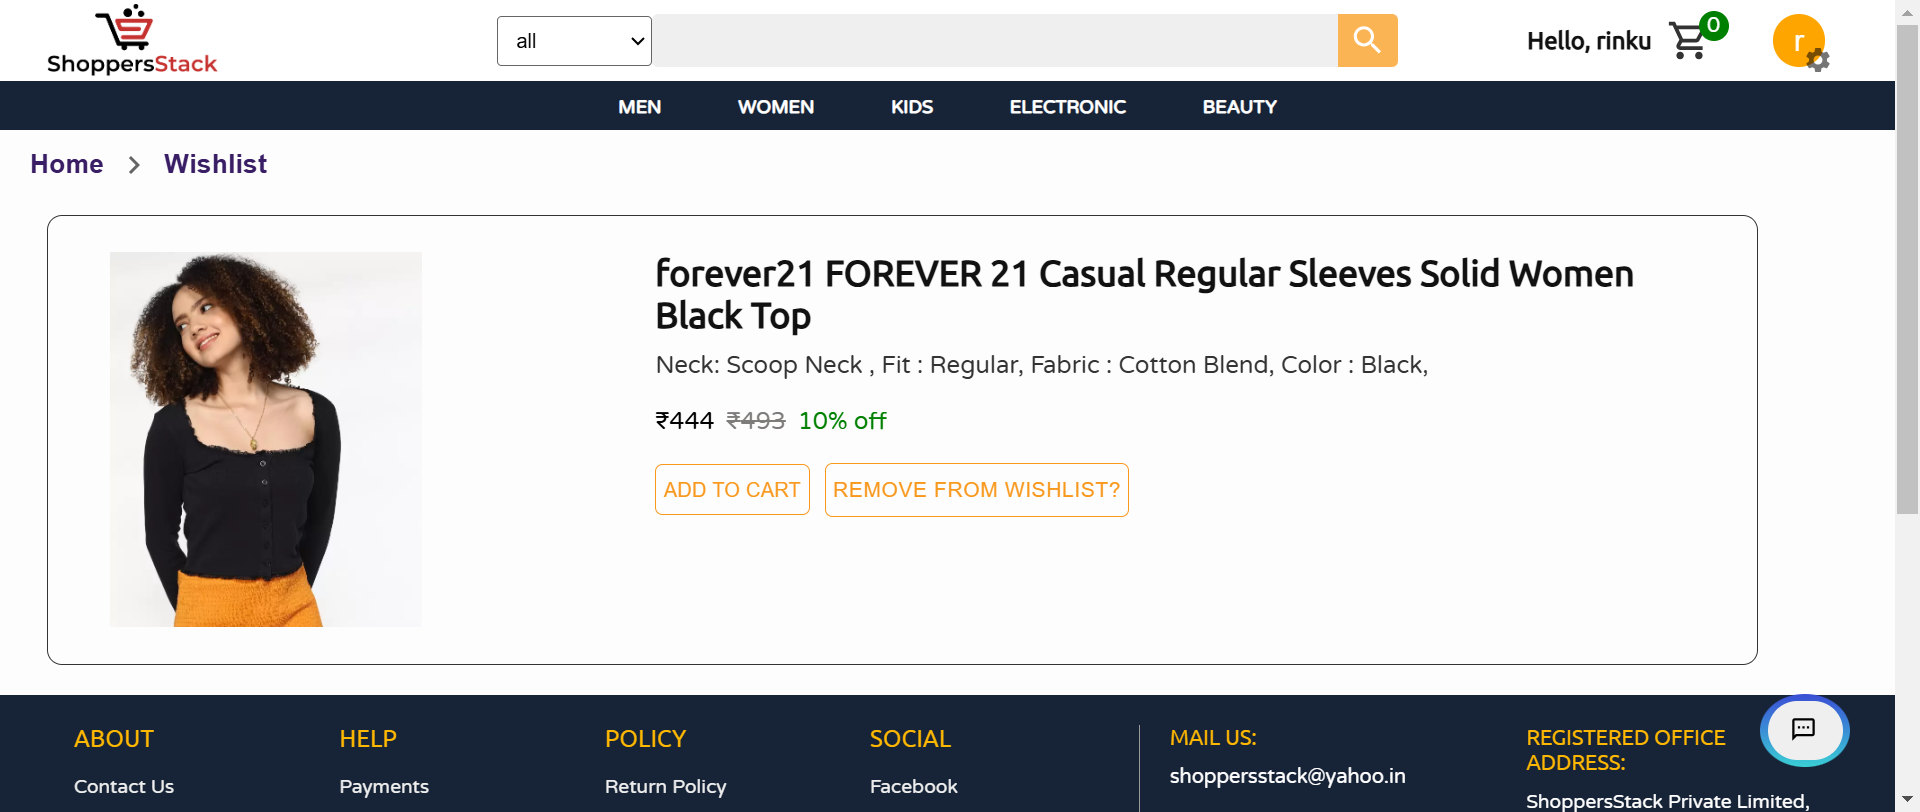 ShoppersStack
all
Hello, rinku
0
r
MEN WOMEN KIDS ELECTRONIC BEAUTY
Home > Wishlist
forever21 FOREVER 21 Casual Regular Sleeves Solid Women
Black Top
Neck: Scoop Neck , Fit : Regular, Fabric : Cotton Blend, Color : Black,
₹444 ₹493 10% off
ADD TO CART REMOVE FROM WISHLIST?
ABOUT
Contact Us
HELP
Payments
POLICY
Return Policy
SOCIAL
Facebook
MAIL US:
shoppersstack@yahoo.in
REGISTERED OFFICE
ADDRESS:
ShoppersStack Private Limited,